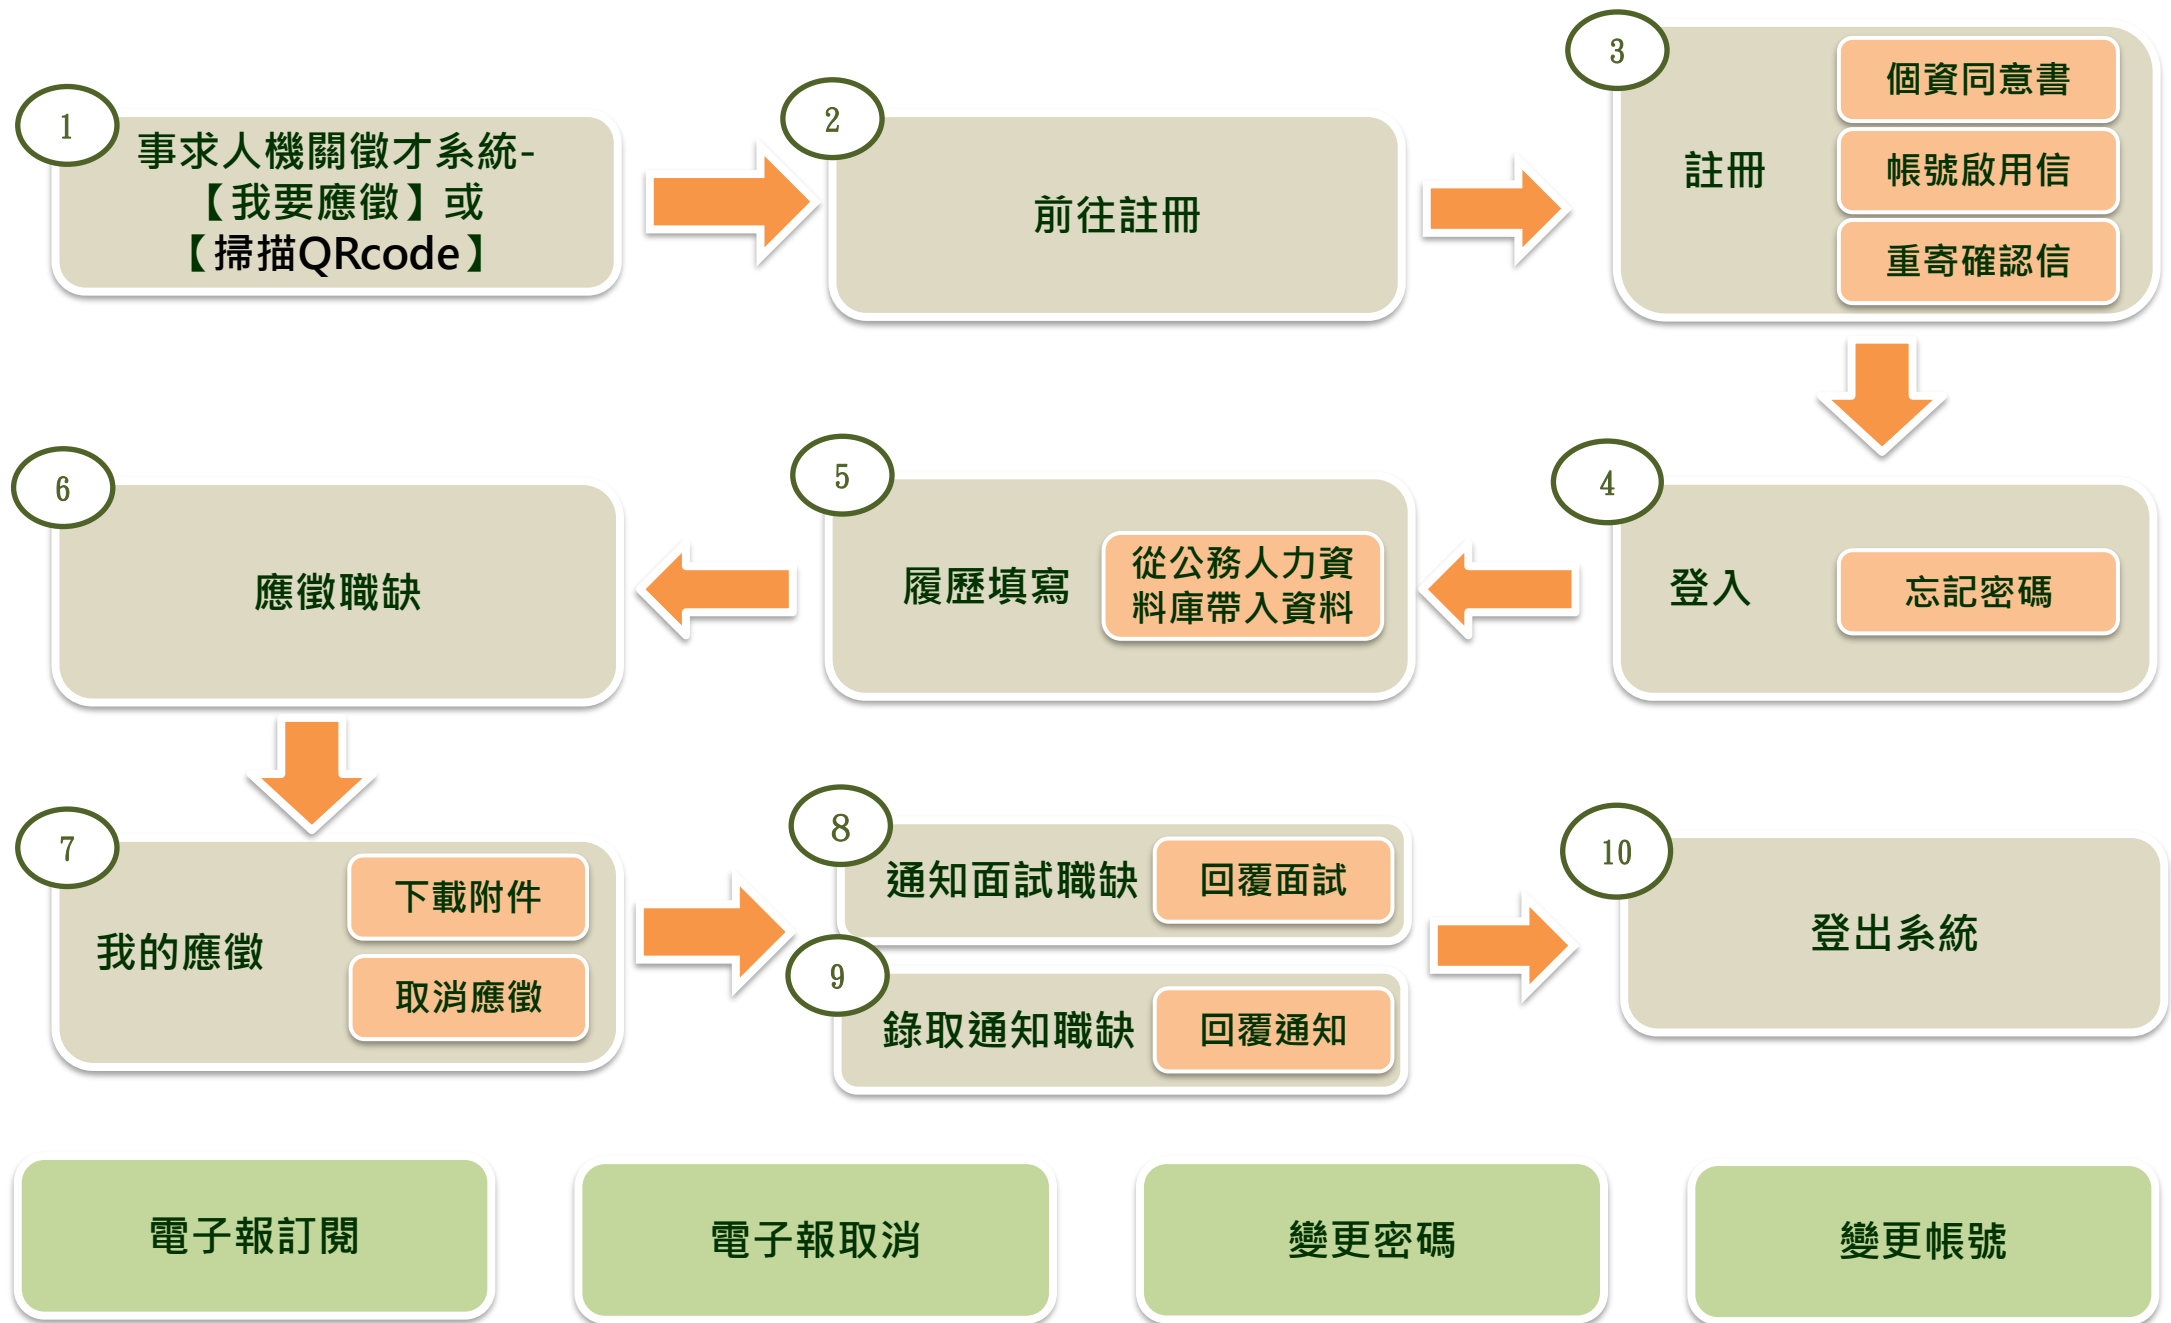 1
事求人機關徵才系統-
【我要應徵】或
【掃描QRcode】
2
前往註冊
3
註冊
個資同意書
帳號啟用信
重寄確認信
4
登入
忘記密碼
5
履歷填寫
從公務人力資
料庫帶入資料
6
應徵職缺
7
我的應徵
下載附件
取消應徵
8
通知面試職缺
回覆面試
9
錄取通知職缺
回覆通知
10
登出系統
電子報訂閱
電子報取消
變更密碼
變更帳號